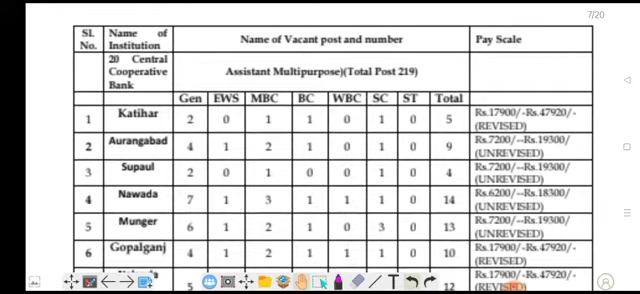 7/20
Sl. No. Name of Institution Name of Vacant post and number Pay Scale
20 Central Cooperative Bank Assistant Multipurpose)(Total Post 219)
Gen EWS MBC BC WBC SC ST Total
1 Katihar 2 0 1 1 0 1 0 5 Rs.17900/-Rs.47920/- (REVISED)
2 Aurangabad 4 1 2 1 0 1 0 9 Rs.7200/--Rs.19300/ (UNREVISED)
3 Supaul 2 0 1 0 0 1 0 4 Rs.7200/--Rs.19300/ (UNREVISED)
4 Nawada 7 1 3 1 1 1 0 14 Rs.6200/--Rs.18300/ (UNREVISED)
5 Munger 6 1 2 1 0 3 0 13 Rs.7200/--Rs.19300/ (UNREVISED)
6 Gopalganj 4 1 2 1 1 1 0 10 Rs.17900/-Rs.47920/- (REVISED)
5 12 Rs.17900/-Rs.47920/- (REVISED)